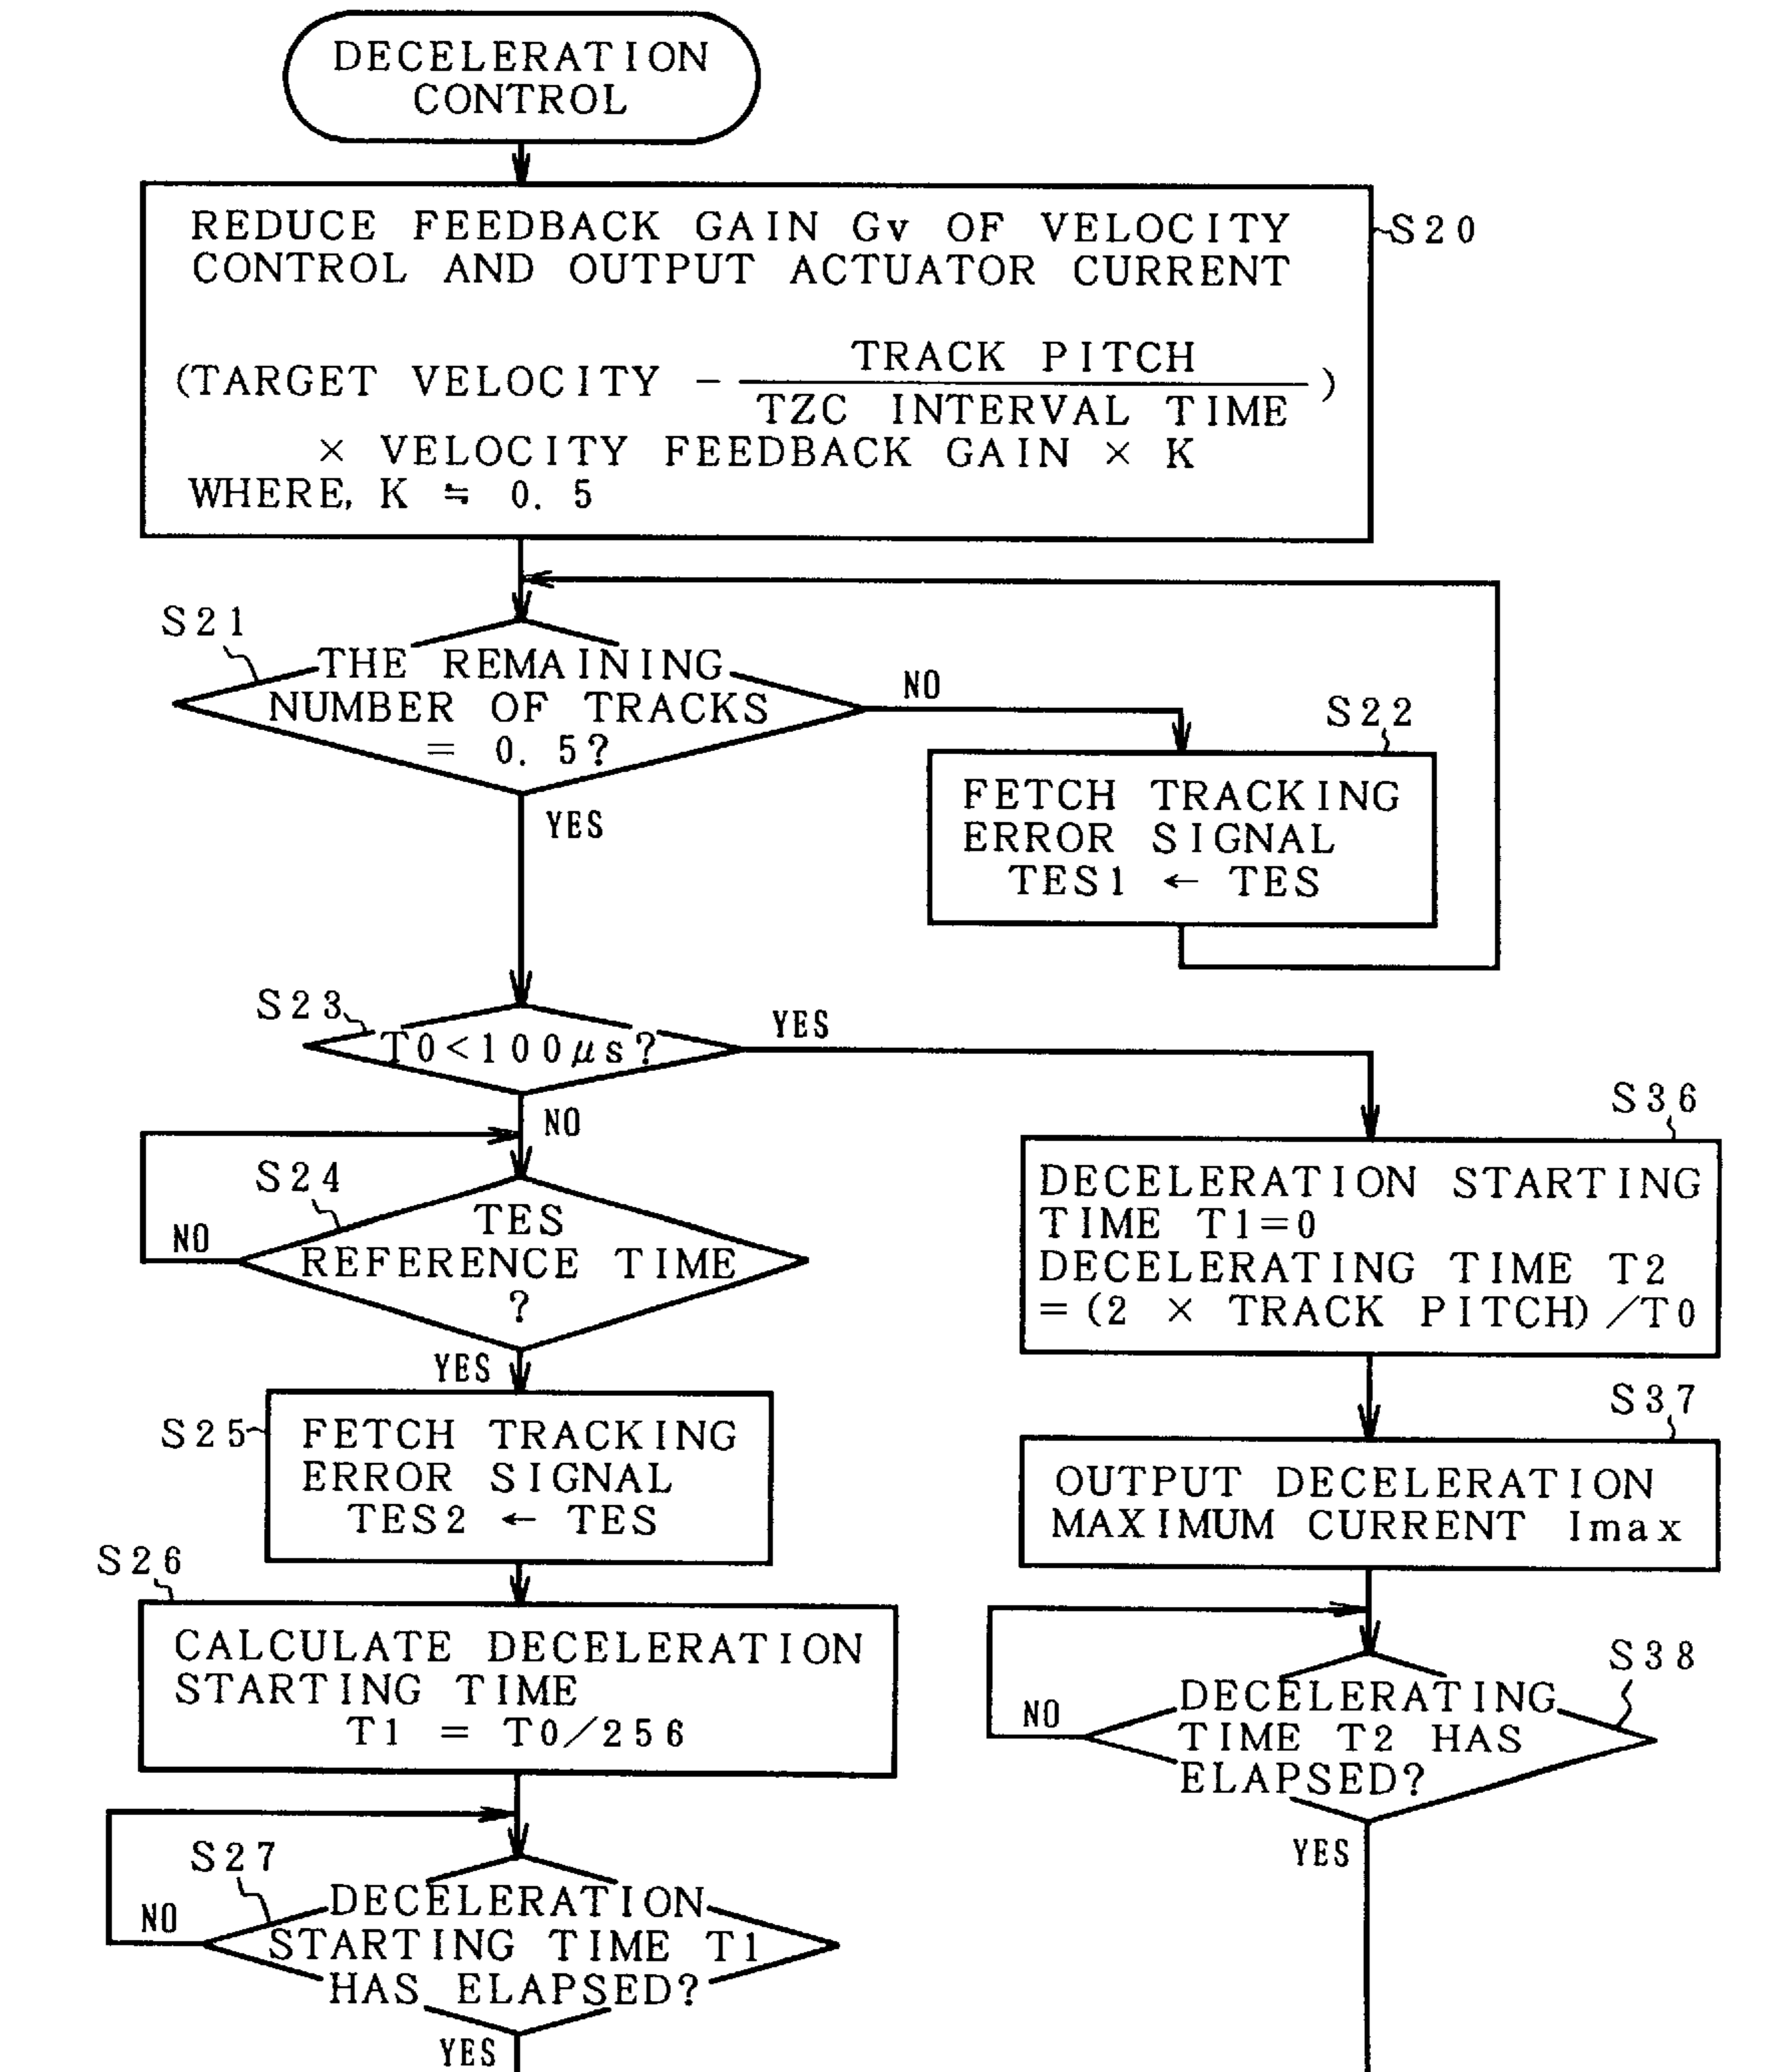 DECELERATION
CONTROL
REDUCE FEEDBACK GAIN Gv OF VELOCITY
CONTROL AND OUTPUT ACTUATOR CURRENT
S20
(TARGET VELOCITY - TRACK PITCH / TZC INTERVAL TIME)
× VELOCITY FEEDBACK GAIN × K
WHERE, K ≒ 0. 5
S21
THE REMAINING
NUMBER OF TRACKS
= 0. 5?
NO
YES
S22
FETCH TRACKING
ERROR SIGNAL
TES1 ← TES
S23
T0<100μs?
YES
NO
S24
TES
REFERENCE TIME
?
NO
YES
S36
DECELERATION STARTING
TIME T1=0
DECELERATING TIME T2
=(2 × TRACK PITCH)/T0
S25
FETCH TRACKING
ERROR SIGNAL
TES2 ← TES
S37
OUTPUT DECELERATION
MAXIMUM CURRENT Imax
S26
CALCULATE DECELERATION
STARTING TIME
T1 = T0/256
S38
DECELERATING
TIME T2 HAS
ELAPSED?
NO
YES
S27
DECELERATION
STARTING TIME T1
HAS ELAPSED?
NO
YES